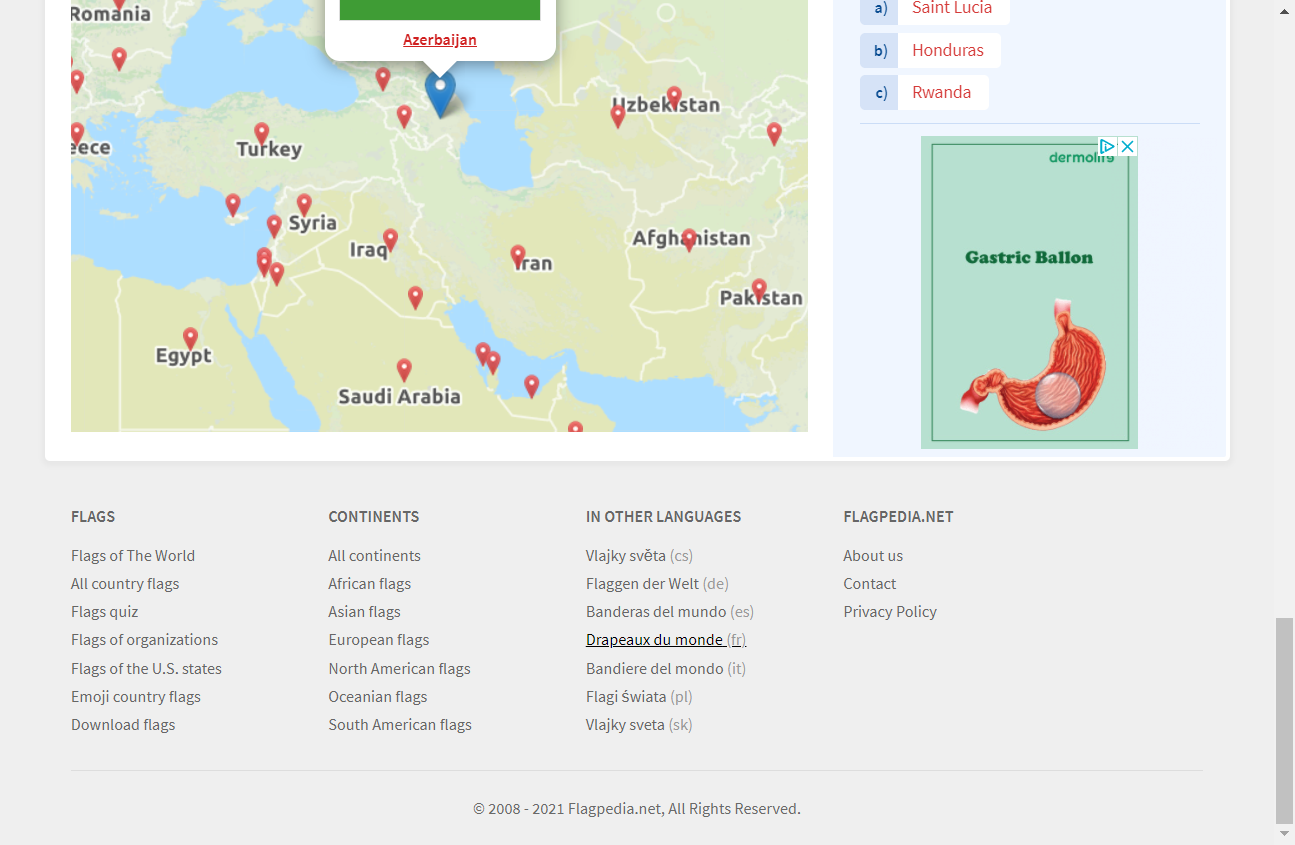 Romania
Azerbaijan
Uzbekistan
eece
Turkey
Syria
Iraq
Iran
Afghanistan
Pakistan
Egypt
Saudi Arabia
a) Saint Lucia
b) Honduras
c) Rwanda
Gastric Ballon
FLAGS
Flags of The World
All country flags
Flags quiz
Flags of organizations
Flags of the U.S. states
Emoji country flags
Download flags
CONTINENTS
All continents
African flags
Asian flags
European flags
North American flags
Oceanian flags
South American flags
IN OTHER LANGUAGES
Vlajky světa (cs)
Flaggen der Welt (de)
Banderas del mundo (es)
Drapeaux du monde (fr)
Bandiere del mondo (it)
Flagi świata (pl)
Vlajky sveta (sk)
FLAGPEDIA.NET
About us
Contact
Privacy Policy
© 2008 - 2021 Flagpedia.net, All Rights Reserved.